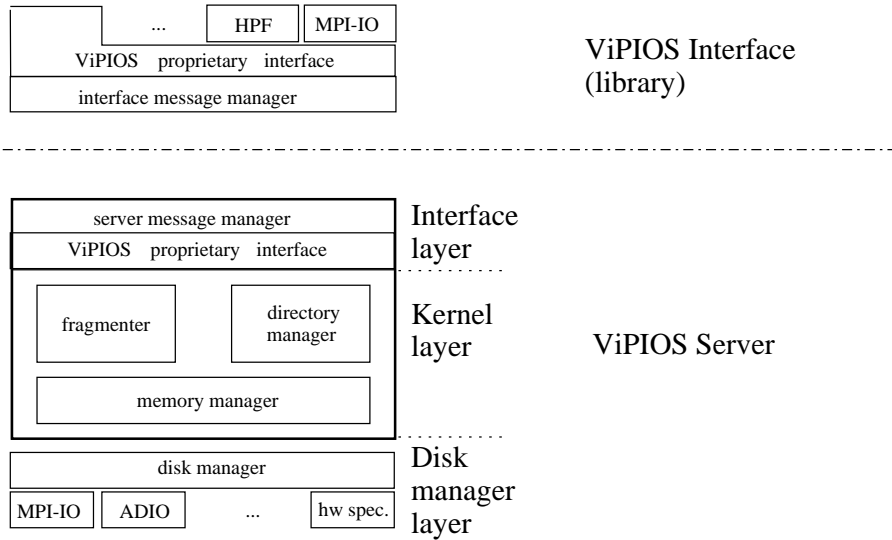 ... HPF MPI-IO
ViPIOS proprietary interface
interface message manager
ViPIOS Interface
(library)
server message manager
ViPIOS proprietary interface
Interface
layer
fragmenter
directory
manager
memory manager
Kernel
layer
ViPIOS Server
disk manager
MPI-IO ADIO ... hw spec.
Disk
manager
layer